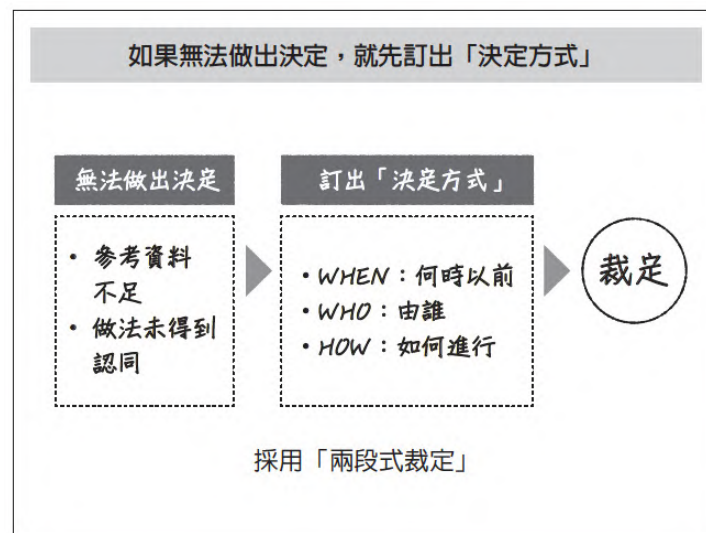 如果無法做出決定，就先訂出「決定方式」
無法做出決定
• 參考資料
不足
• 做法未得到
認同
訂出「決定方式」
• WHEN：何時以前
• WHO：由誰
• HOW：如何進行
裁定
採用「兩段式裁定」